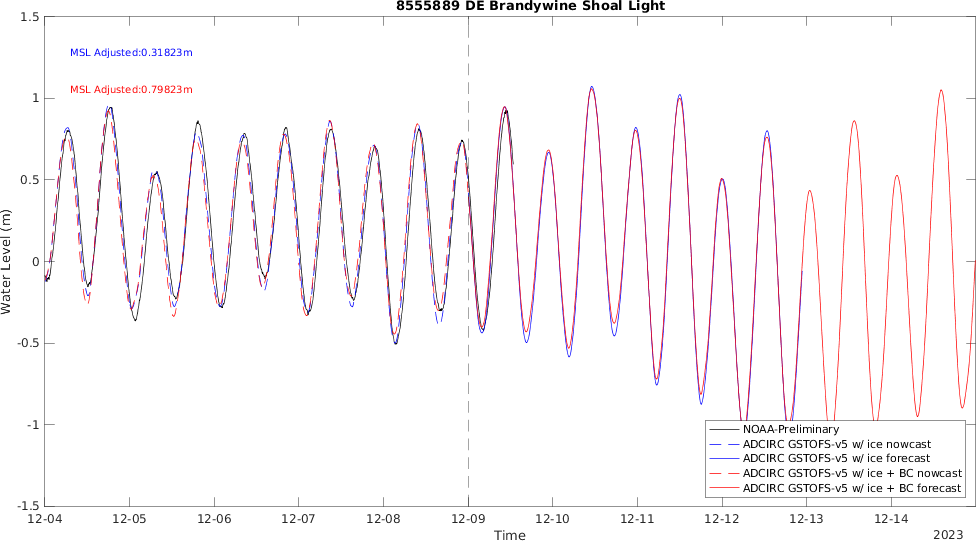 8555889 DE Brandywine Shoal Light
1.5
MSL Adjusted:0.31823m
MSL Adjusted:0.79823m
1
0.5
0
-0.5
-1
-1.5
Water Level (m)
NOAA-Preliminary
ADCIRC GSTOFS-v5 w/ ice nowcast
ADCIRC GSTOFS-v5 w/ ice forecast
ADCIRC GSTOFS-v5 w/ ice + BC nowcast
ADCIRC GSTOFS-v5 w/ ice + BC forecast
12-04 12-05 12-06 12-07 12-08 12-09 12-10 12-11 12-12 12-13 12-14
Time
2023